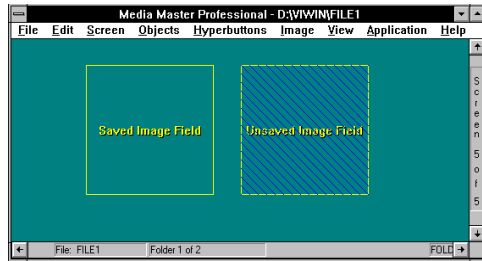 Media Master Professional - D:\VIWIN\FILE1
File Edit Screen Objects Hyperbuttons Image View Application Help
Saved Image Field Unsaved Image Field
Screen 5 of 5
File: FILE1 Folder 1 of 2 FOLD